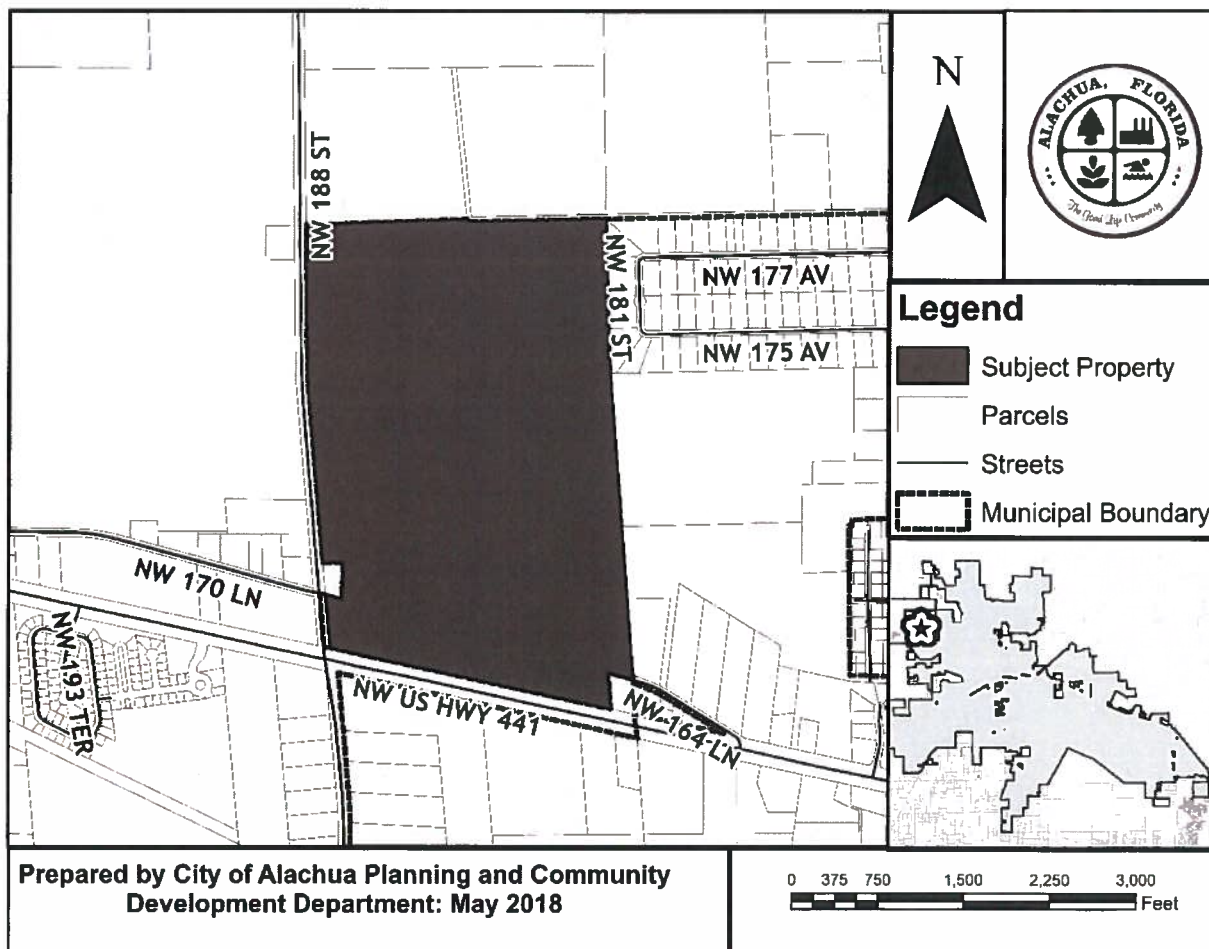 NW 188 ST
NW 181 ST
NW 177 AV
NW 175 AV
NW 170 LN
NW 193 TER
NW US HWY 441
NW 164 LN
N
ALACHUA, FLORIDA
The Good Life Community
Legend
Subject Property
Parcels
Streets
Municipal Boundary
Prepared by City of Alachua Planning and Community
Development Department: May 2018
0 375 750 1,500 2,250 3,000
Feet